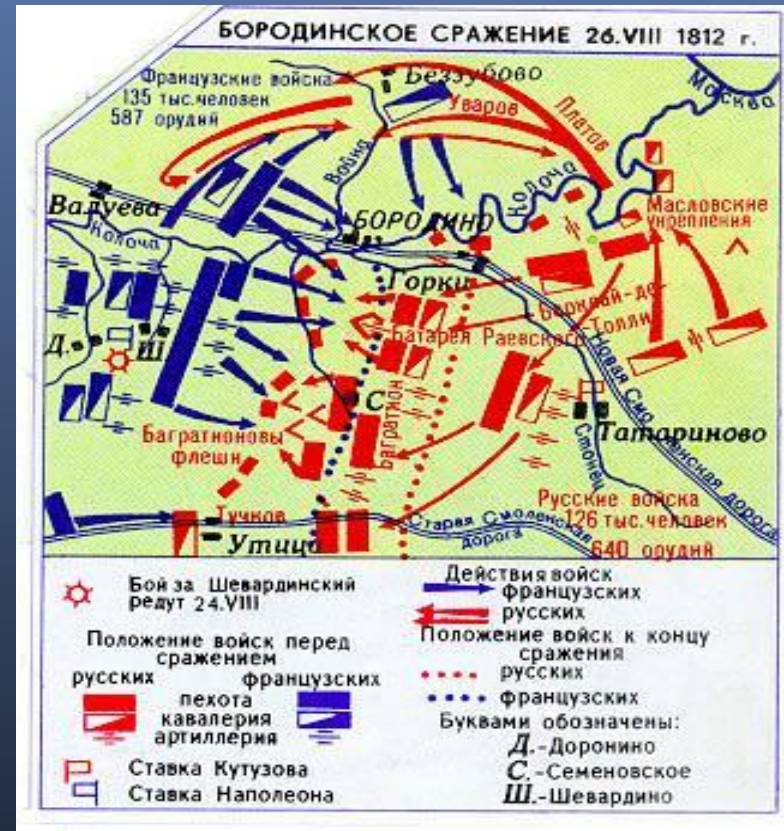 БОРОДИНСКОЕ СРАЖЕНИЕ 26.VIII 1812 г.
Французские войска
135 тыс.человек
587 орудий
Беззубово
Уваров
Платов
Москва
Война
Колоча
Валуева
Колоча
БОРОДИНО
Масловские
укрепления
Горки
Барклай-де-
Толли
Батарея Раевского
Д.
Ш
С
Багратион
Багратионовы
флеши
Новая Смоленская дорога
Татариново
Стонец
Русские войска
126 тыс.человек
640 орудий
Тучков
Утица
Старая Смоленская
дорога
Бой за Шевардинский
редут 24.VIII
Действия войск
французских
русских
Положение войск перед
сражением
русских французских
пехота
кавалерия
артиллерия
Ставка Кутузова
Ставка Наполеона
Положение войск к концу
сражения
русских
французских
Буквами обозначены:
Д.-Доронино
С.-Семеновское
Ш.-Шевардино